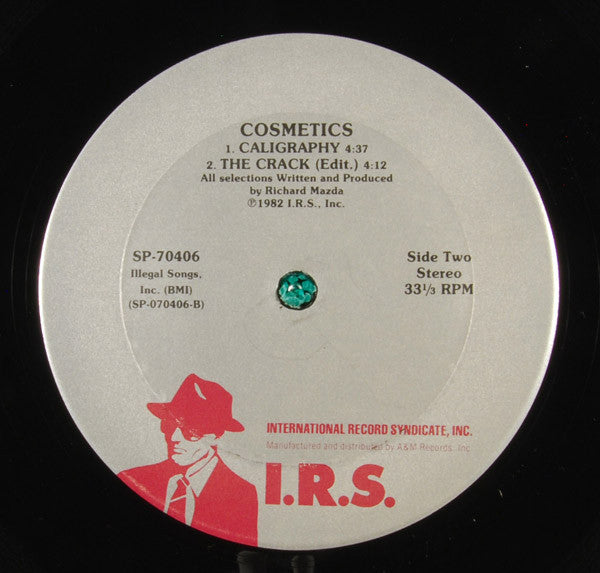 COSMETICS
1. CALIGRAPHY 4:37
2. THE CRACK (Edit.) 4:12
All selections Written and Produced
by Richard Mazda
℗1982 I.R.S., Inc.
SP-70406
Illegal Songs,
Inc. (BMI)
(SP-070406-B)
Side Two
Stereo
33⅓ RPM
INTERNATIONAL RECORD SYNDICATE, INC.
Manufactured and distributed by A&M Records, Inc
I.R.S.